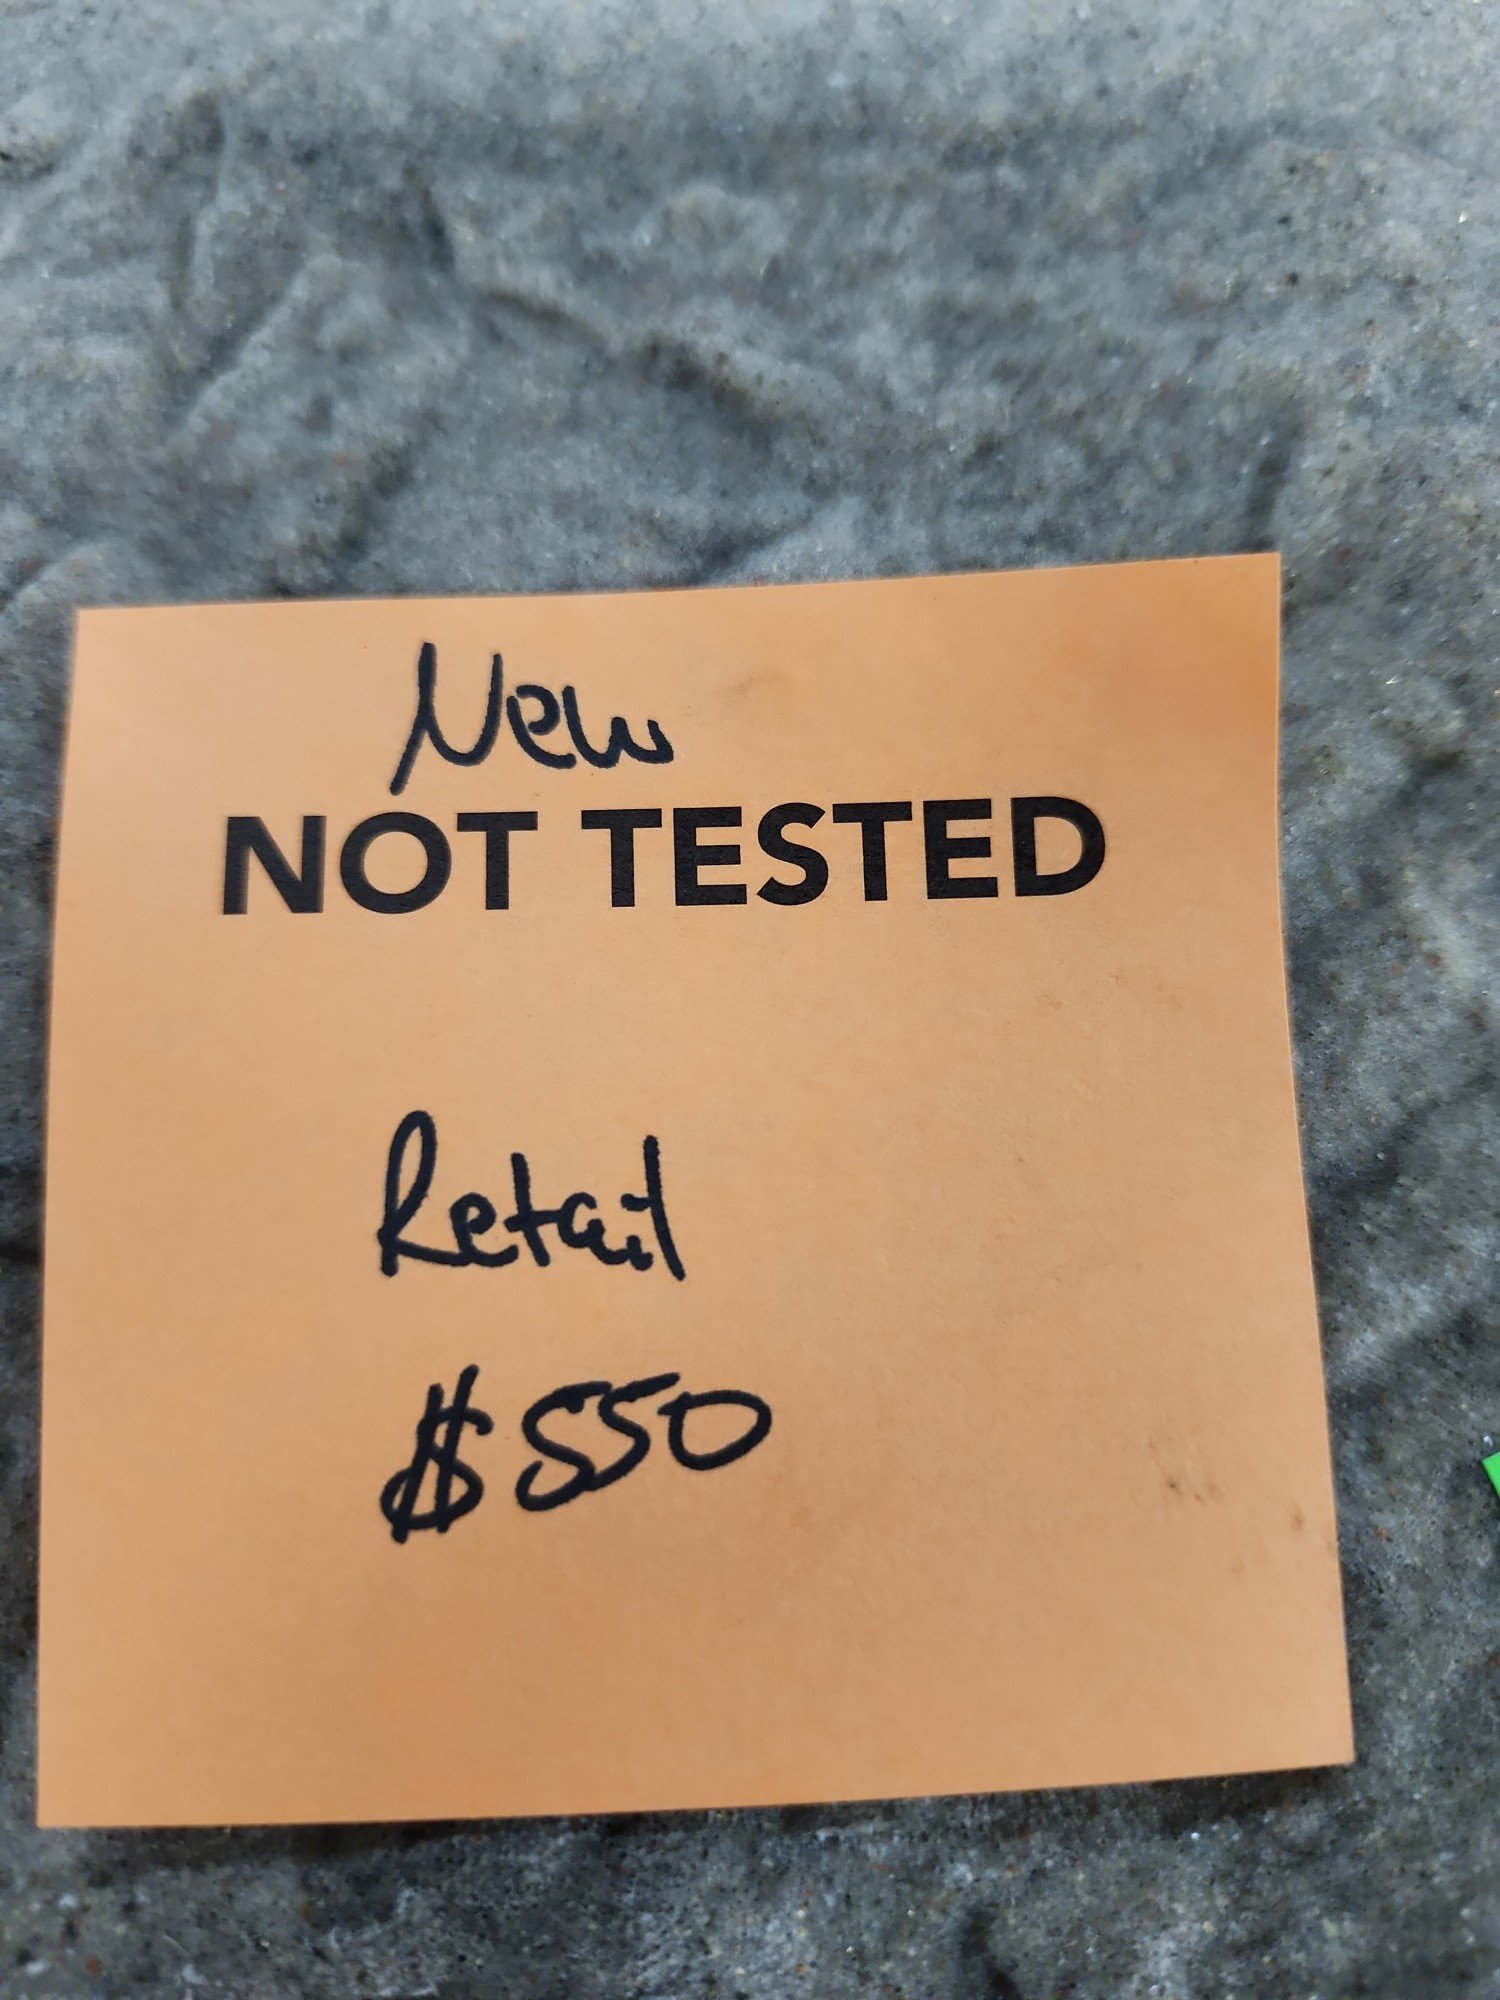 New
NOT TESTED
Retail
$550